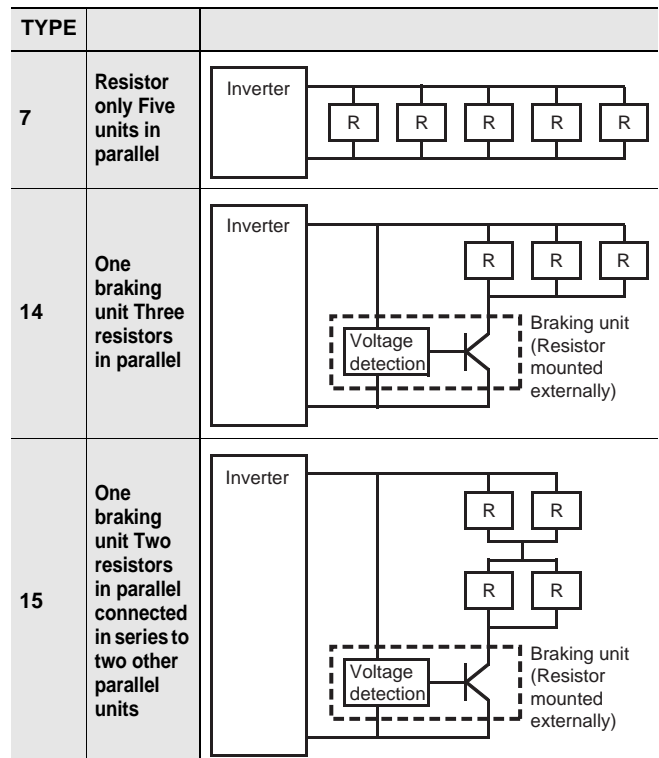 TYPE
7
Resistor
only Five
units in
parallel
Inverter
R R R R R
14
One
braking
unit Three
resistors
in parallel
Inverter
R R R
Voltage
detection
Braking unit
(Resistor
mounted
externally)
15
One
braking
unit Two
resistors
in parallel
connected
in series to
two other
parallel
units
Inverter
R R
R R
Voltage
detection
Braking unit
(Resistor
mounted
externally)